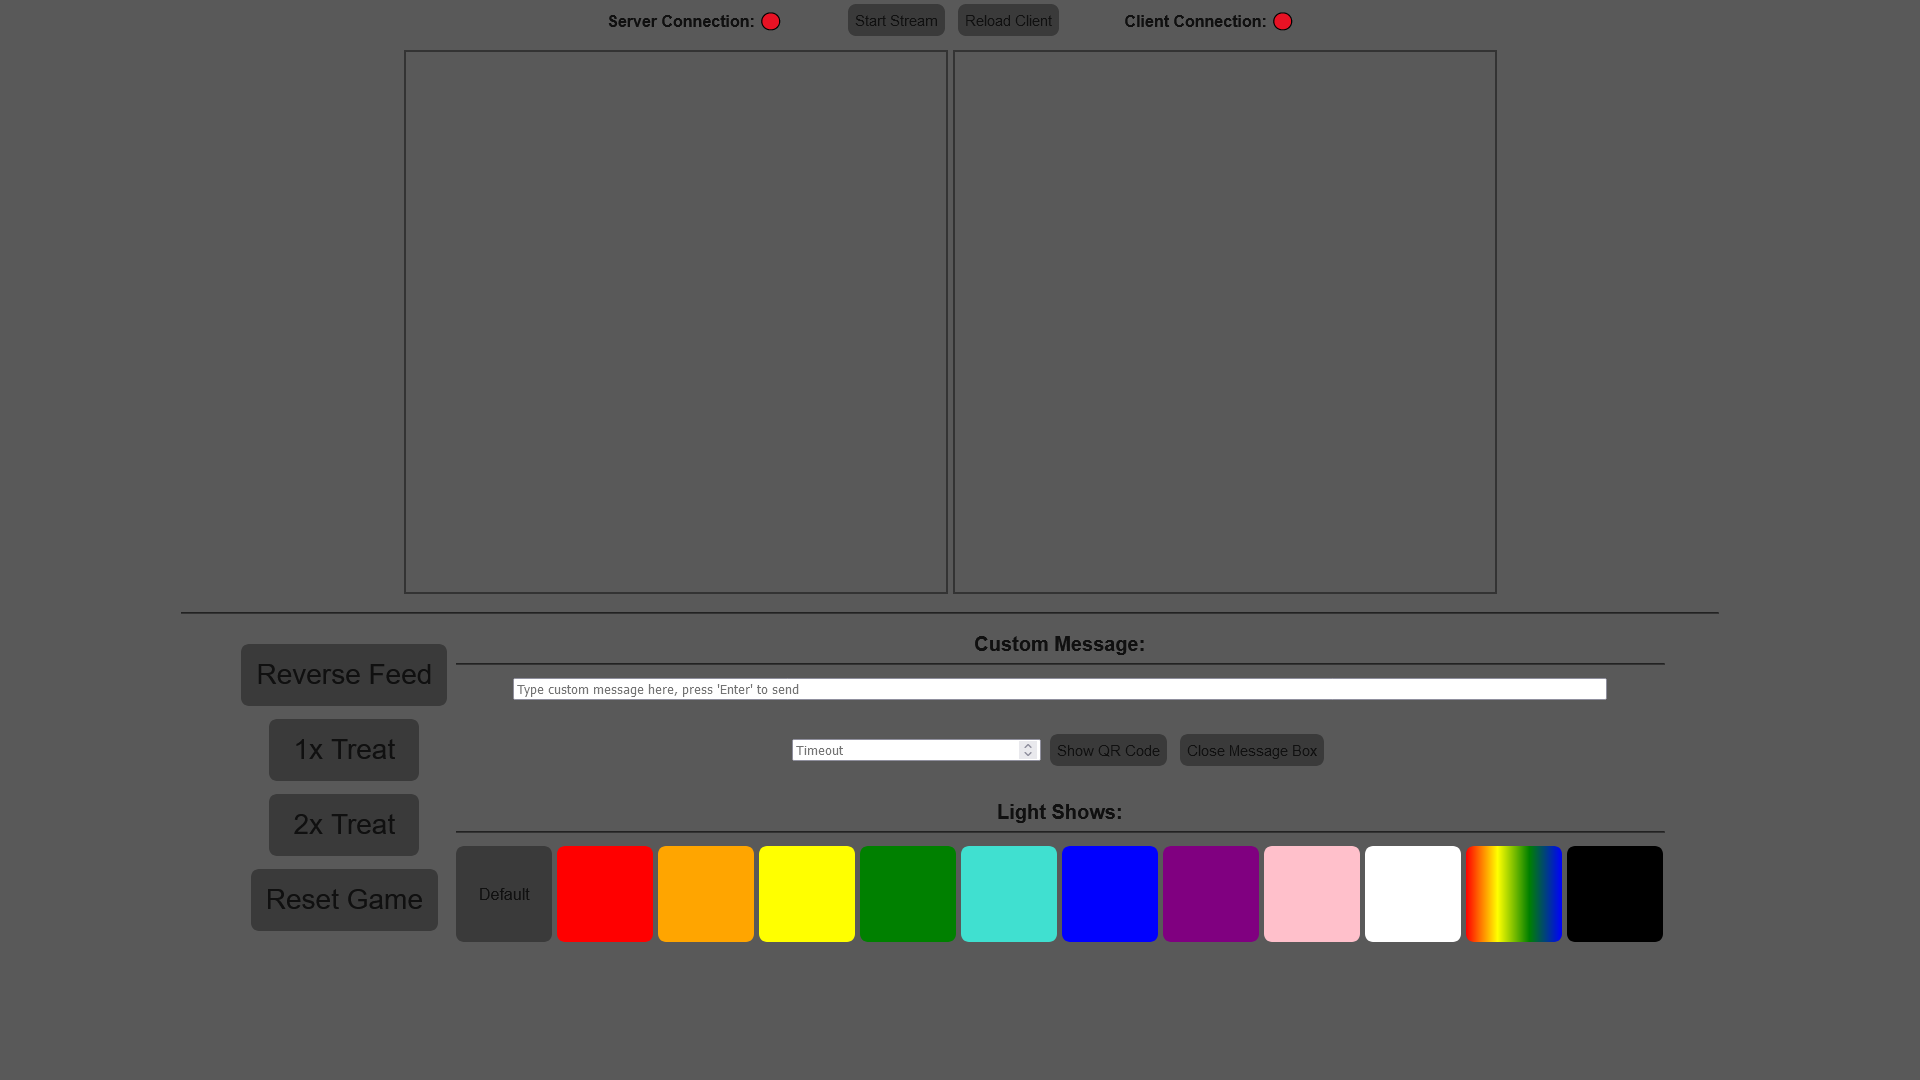 Server Connection:
Start Stream
Reload Client
Client Connection:
Custom Message:
Reverse Feed
Type custom message here, press 'Enter' to send
1x Treat
Timeout
Show QR Code
Close Message Box
2x Treat
Light Shows:
Reset Game
Default